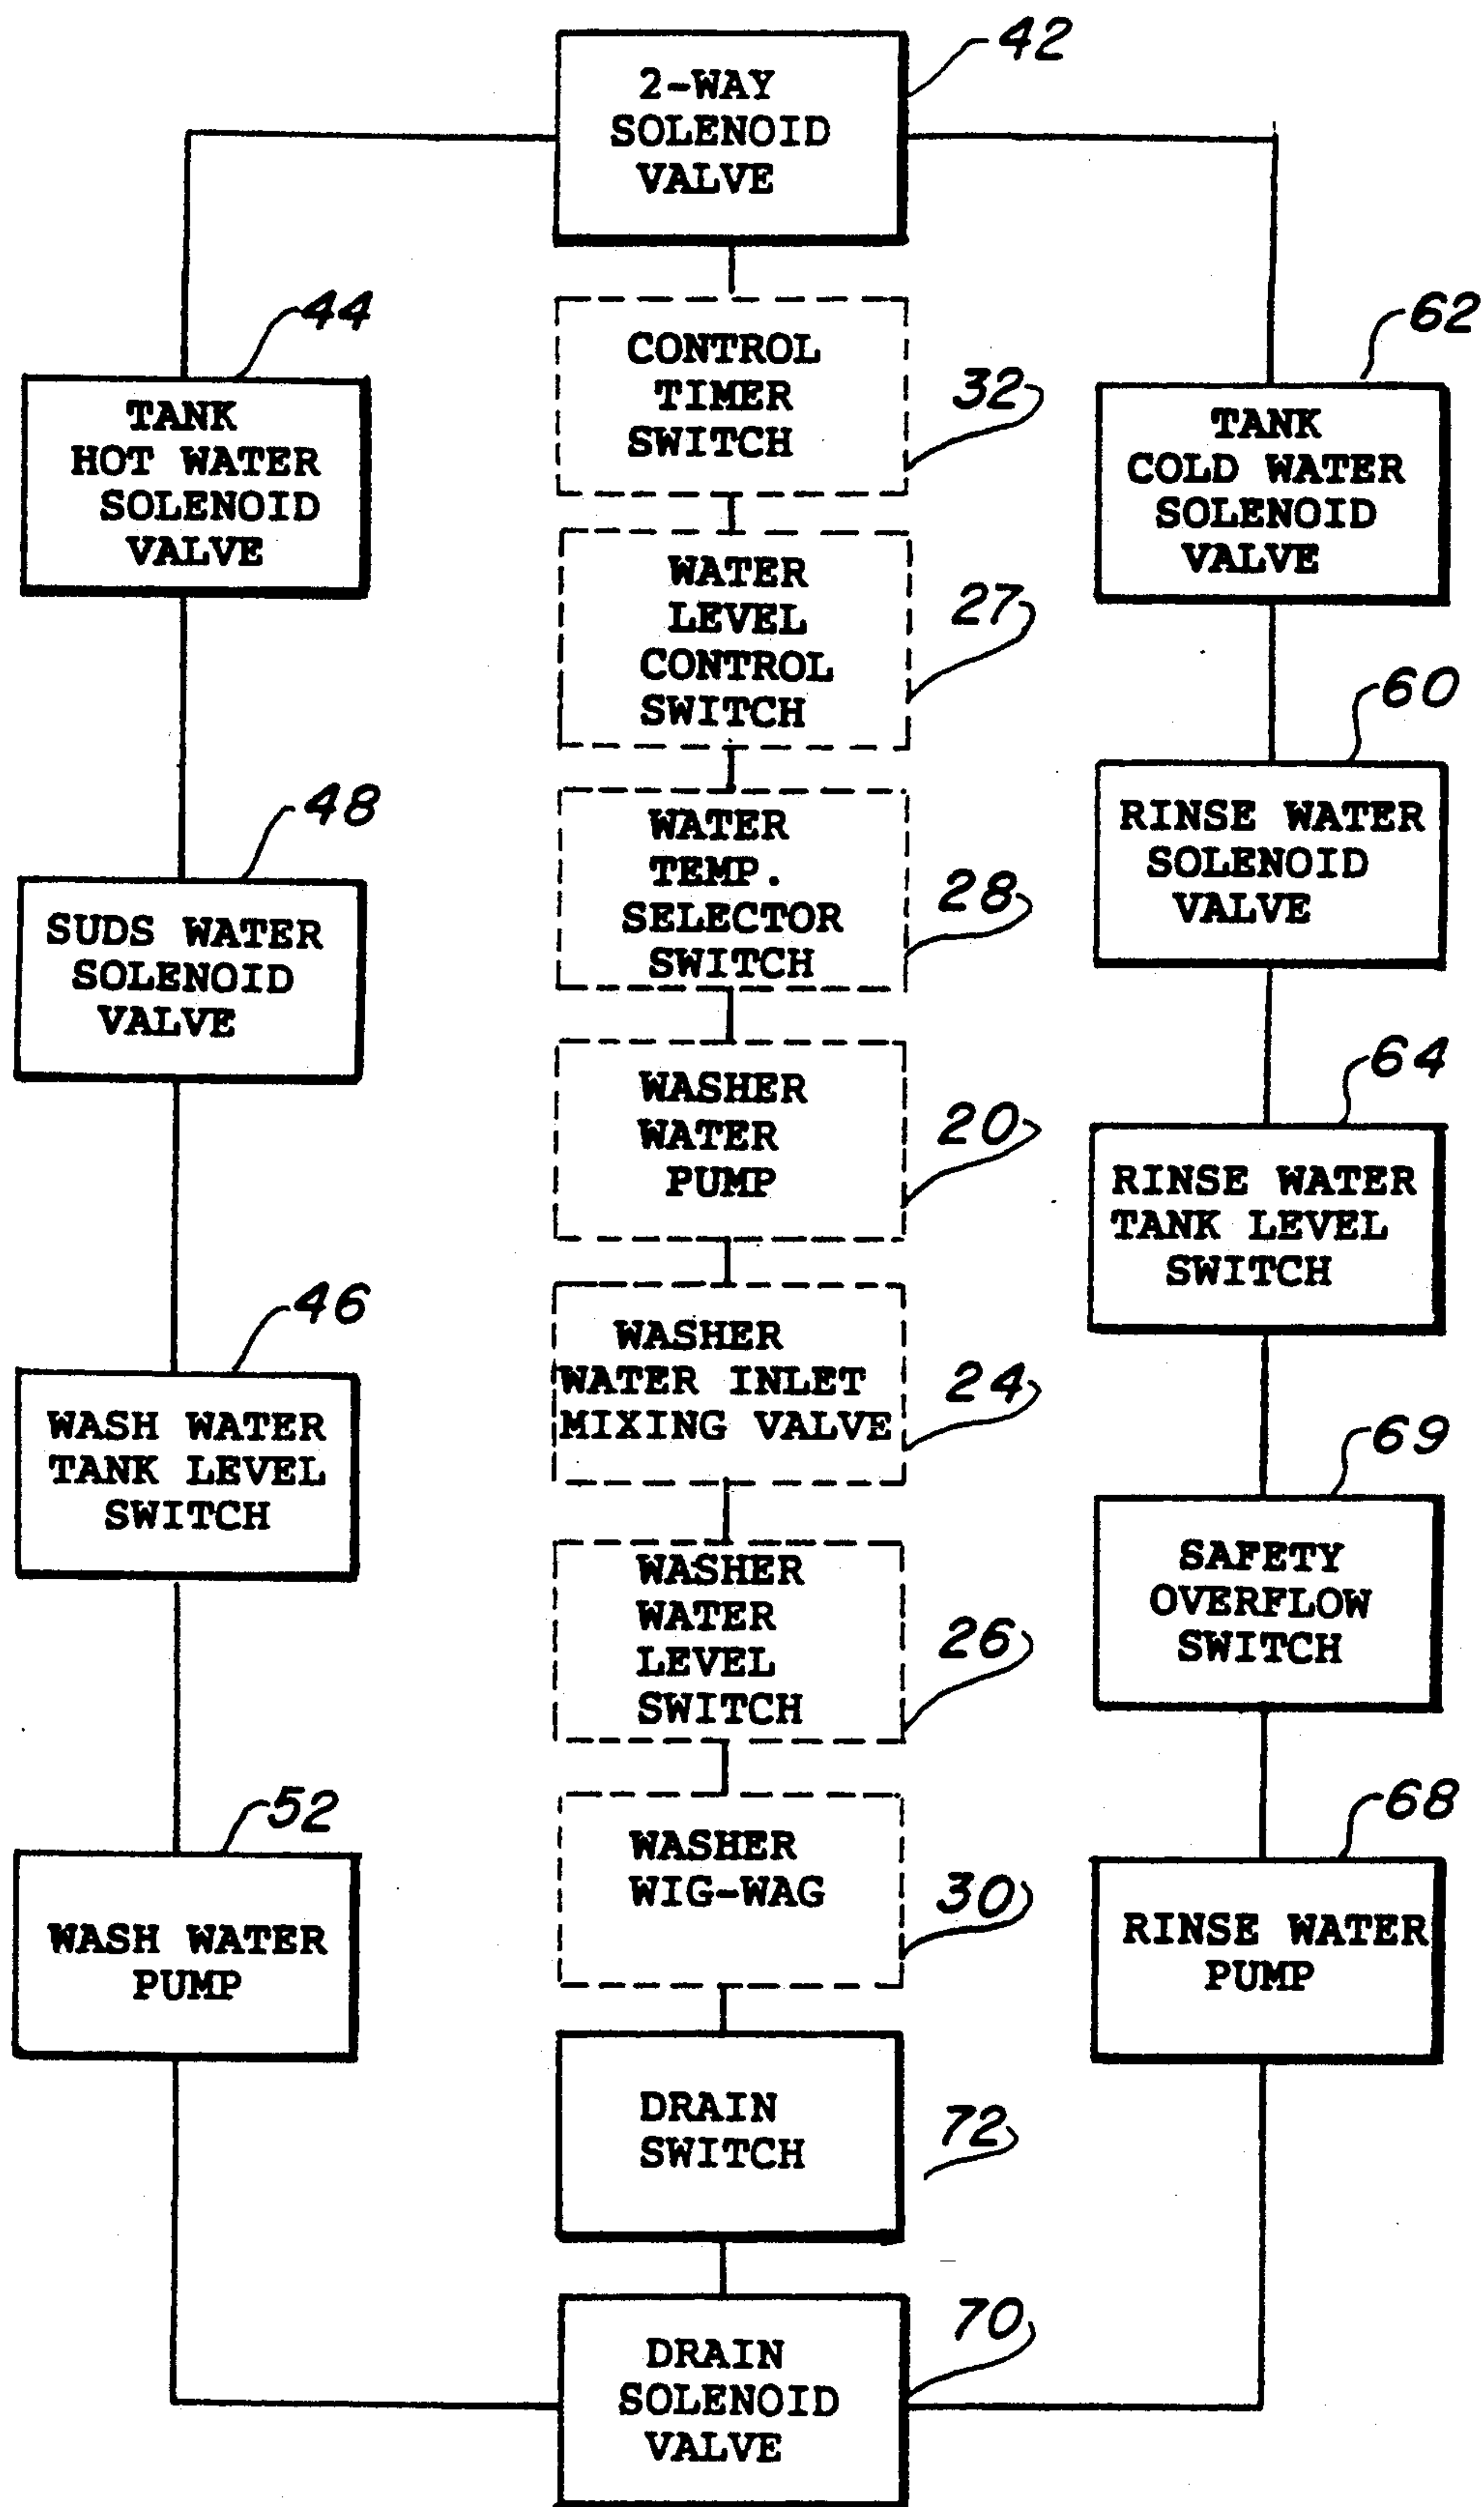 42
2-WAY
SOLENOID
VALVE
44
TANK
HOT WATER
SOLENOID
VALVE
48
SUDS WATER
SOLENOID
VALVE
46
WASH WATER
TANK LEVEL
SWITCH
52
WASH WATER
PUMP
CONTROL
TIMER
SWITCH
32
WATER
LEVEL
CONTROL
SWITCH
27
WATER
TEMP.
SELECTOR
SWITCH
28
WASHER
WATER
PUMP
20
WASHER
WATER INLET
MIXING VALVE
24
WASHER
WATER
LEVEL
SWITCH
26
WASHER
WIG-WAG
30
DRAIN
SWITCH
72
DRAIN
SOLENOID
VALVE
70
62
TANK
COLD WATER
SOLENOID
VALVE
60
RINSE WATER
SOLENOID
VALVE
64
RINSE WATER
TANK LEVEL
SWITCH
69
SAFETY
OVERFLOW
SWITCH
68
RINSE WATER
PUMP